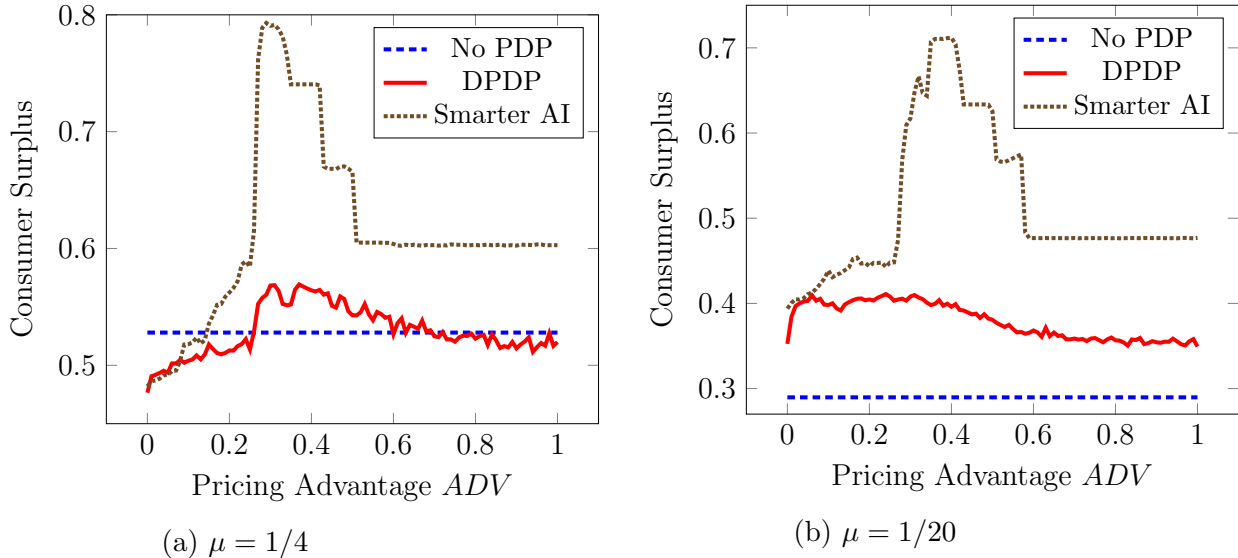 0.8
0.7
0.6
0.5
Consumer Surplus
No PDP
DPDP
Smarter AI
0 0.2 0.4 0.6 0.8 1
Pricing Advantage ADV
(a) μ = 1/4
0.7
0.6
0.5
0.4
0.3
Consumer Surplus
No PDP
DPDP
Smarter AI
0 0.2 0.4 0.6 0.8 1
Pricing Advantage ADV
(b) μ = 1/20